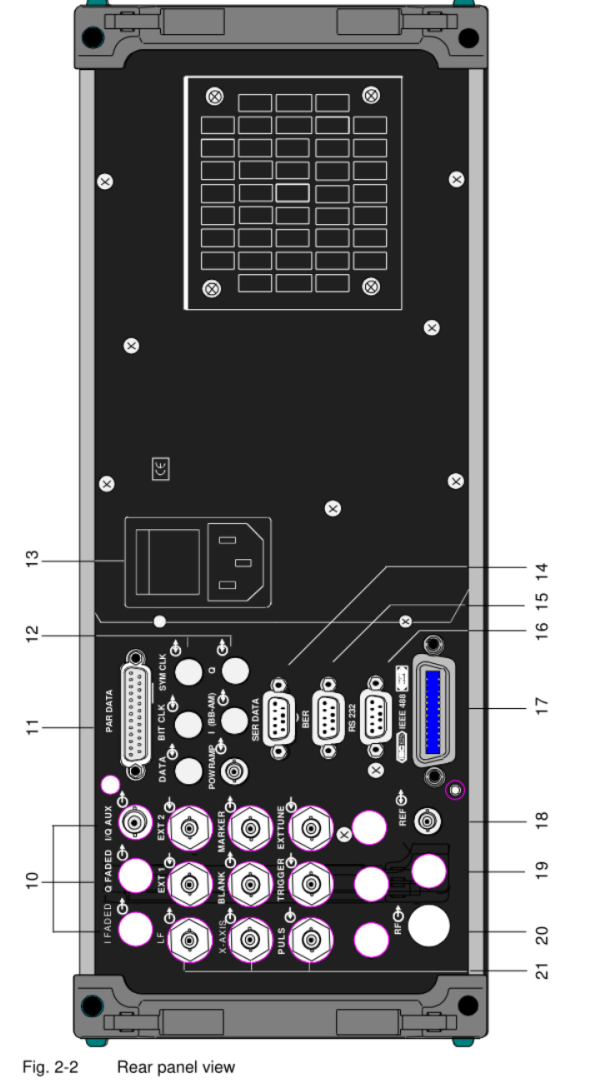 CE
13
14
15
12
16
SYM CLK
Q
PAR DATA
BIT CLK
I (BB-AM)
SER DATA
BER
RS 232
IEEE 488
11
17
DATA
POWRAMP
I/Q AUX
EXT 2
MARKER
EXTTUNE
REF
18
10
Q FADED
EXT 1
BLANK
TRIGGER
19
I FADED
LF
X-AXIS
PULS
RF
20
21
Fig. 2-2 Rear panel view